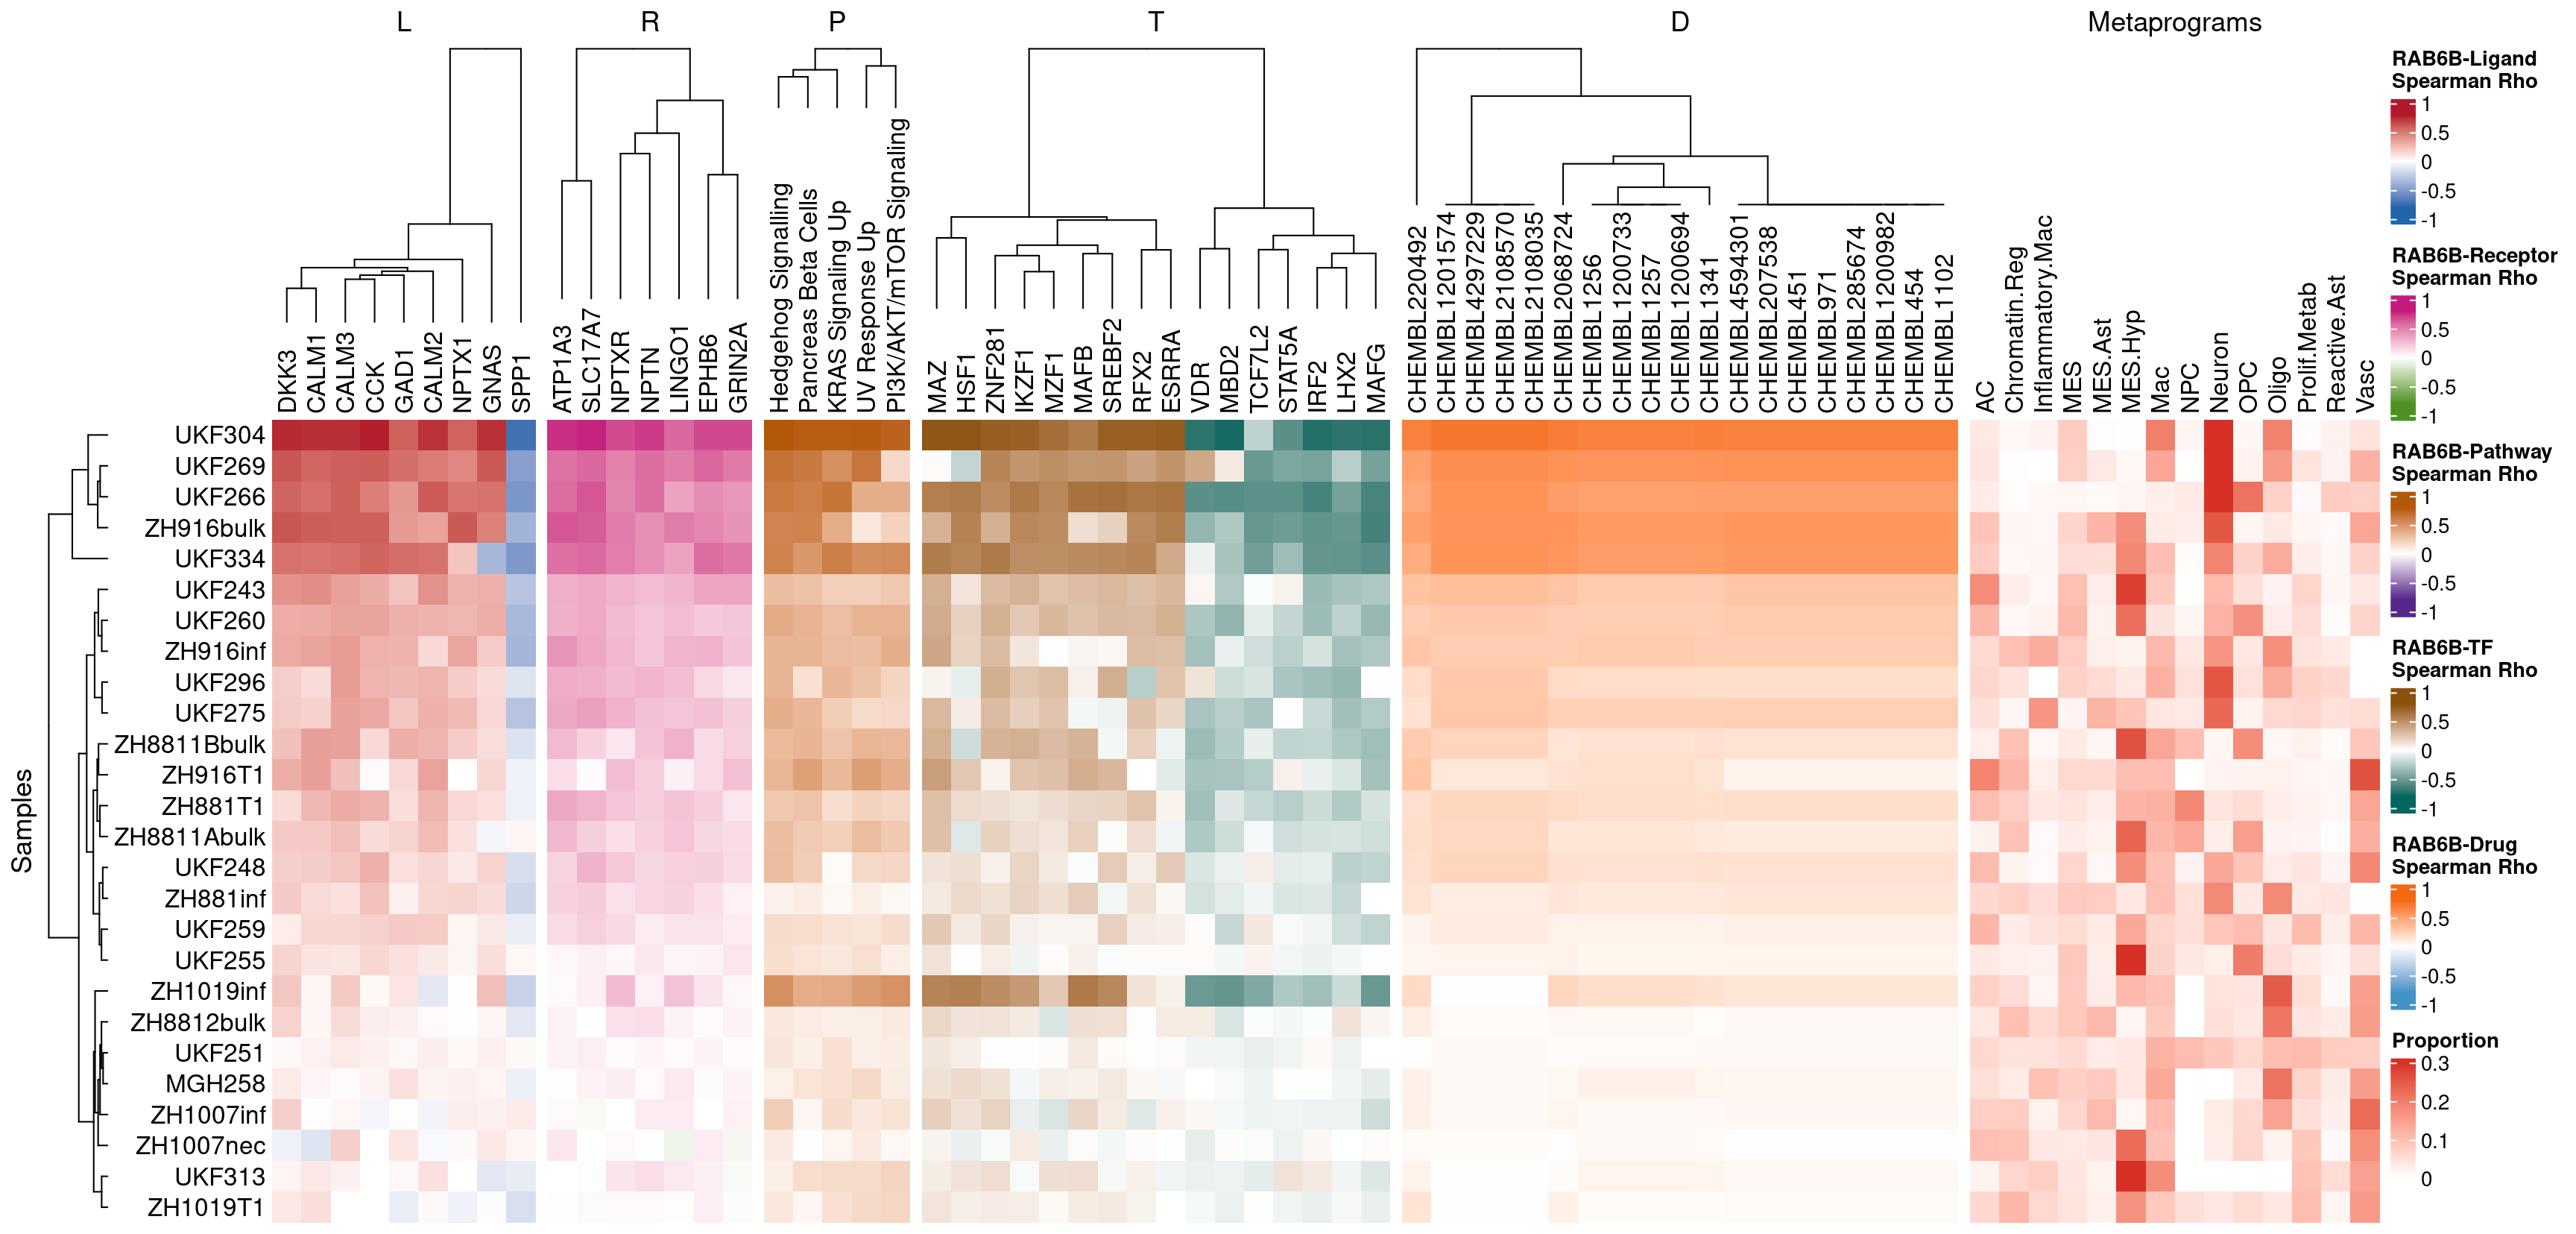 L
R
P
T
D
Metaprograms
DKK3
CALM1
CALM3
CCK
GAD1
CALM2
NPTX1
GNAS
SPP1
ATP1A3
SLC17A7
NPTXR
NPTN
LINGO1
EPHB6
GRIN2A
Hedgehog Signalling
Pancreas Beta Cells
KRAS Signaling Up
UV Response Up
PI3K/AKT/mTOR Signaling
MAZ
HSF1
ZNF281
IKZF1
MZF1
MAFB
SREBF2
RFX2
ESRRA
VDR
MBD2
TCF7L2
STAT5A
IRF2
LHX2
MAFG
CHEMBL220492
CHEMBL1201574
CHEMBL4297229
CHEMBL2108570
CHEMBL2108035
CHEMBL2068724
CHEMBL1256
CHEMBL1200733
CHEMBL1257
CHEMBL1200694
CHEMBL1341
CHEMBL4594301
CHEMBL207538
CHEMBL451
CHEMBL971
CHEMBL285674
CHEMBL1200982
CHEMBL454
CHEMBL1102
AC
Chromatin.Reg
Inflammatory.Mac
MES
MES.Ast
MES.Hyp
Mac
NPC
Neuron
OPC
Oligo
Prolif.Metab
Reactive.Ast
Vasc
Samples
UKF304
UKF269
UKF266
ZH916bulk
UKF334
UKF243
UKF260
ZH916inf
UKF296
UKF275
ZH8811Bbulk
ZH916T1
ZH881T1
ZH8811Abulk
UKF248
ZH881inf
UKF259
UKF255
ZH1019inf
ZH8812bulk
UKF251
MGH258
ZH1007inf
ZH1007nec
UKF313
ZH1019T1
RAB6B-Ligand
Spearman Rho
1
0.5
0
-0.5
-1
RAB6B-Receptor
Spearman Rho
1
0.5
0
-0.5
-1
RAB6B-Pathway
Spearman Rho
1
0.5
0
-0.5
-1
RAB6B-TF
Spearman Rho
1
0.5
0
-0.5
-1
RAB6B-Drug
Spearman Rho
1
0.5
0
-0.5
-1
Proportion
0.3
0.2
0.1
0